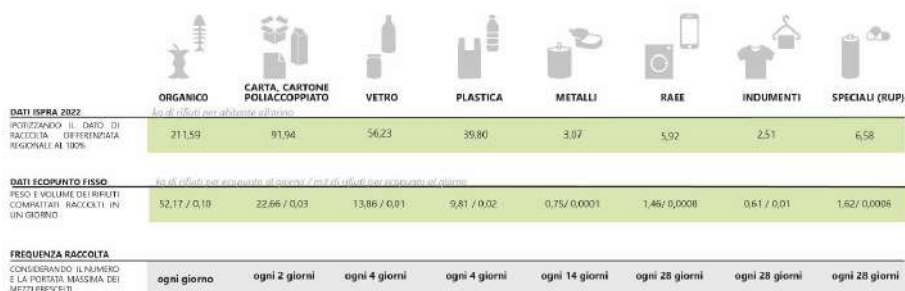 ORGANICO
CARTA, CARTONE
POLIACCOPPIATO
VETRO
PLASTICA
METALLI
RAEE
INDUMENTI
SPECIALI (RUP)
DATI ISPRA 2022
kg di rifiuti per abitante all'anno
IPOTIZZANDO IL DATO DI
RACCOLTA DIFFERENZIATA
REGIONALE AL 100%
211,59 91,94 56,23 39,80 3,07 5,92 2,51 6,58
DATI ECOPUNTO FISSO
kg di rifiuti per ecopunto al giorno / m3 di rifiuti per ecopunto al giorno
PESO E VOLUME DEI RIFIUTI
COMPATTATI RACCOLTI IN
UN GIORNO
52,17 / 0,10 22,66 / 0,03 13,86 / 0,01 9,81 / 0,02 0,75/ 0,0001 1,46/ 0,0008 0,61 / 0,01 1,62/ 0,0006
FREQUENZA RACCOLTA
CONSIDERANDO IL NUMERO
E LA PORTATA MASSIMA DEI
MEZZI PRESCELTI
ogni giorno ogni 2 giorni ogni 4 giorni ogni 4 giorni ogni 14 giorni ogni 28 giorni ogni 28 giorni ogni 28 giorni